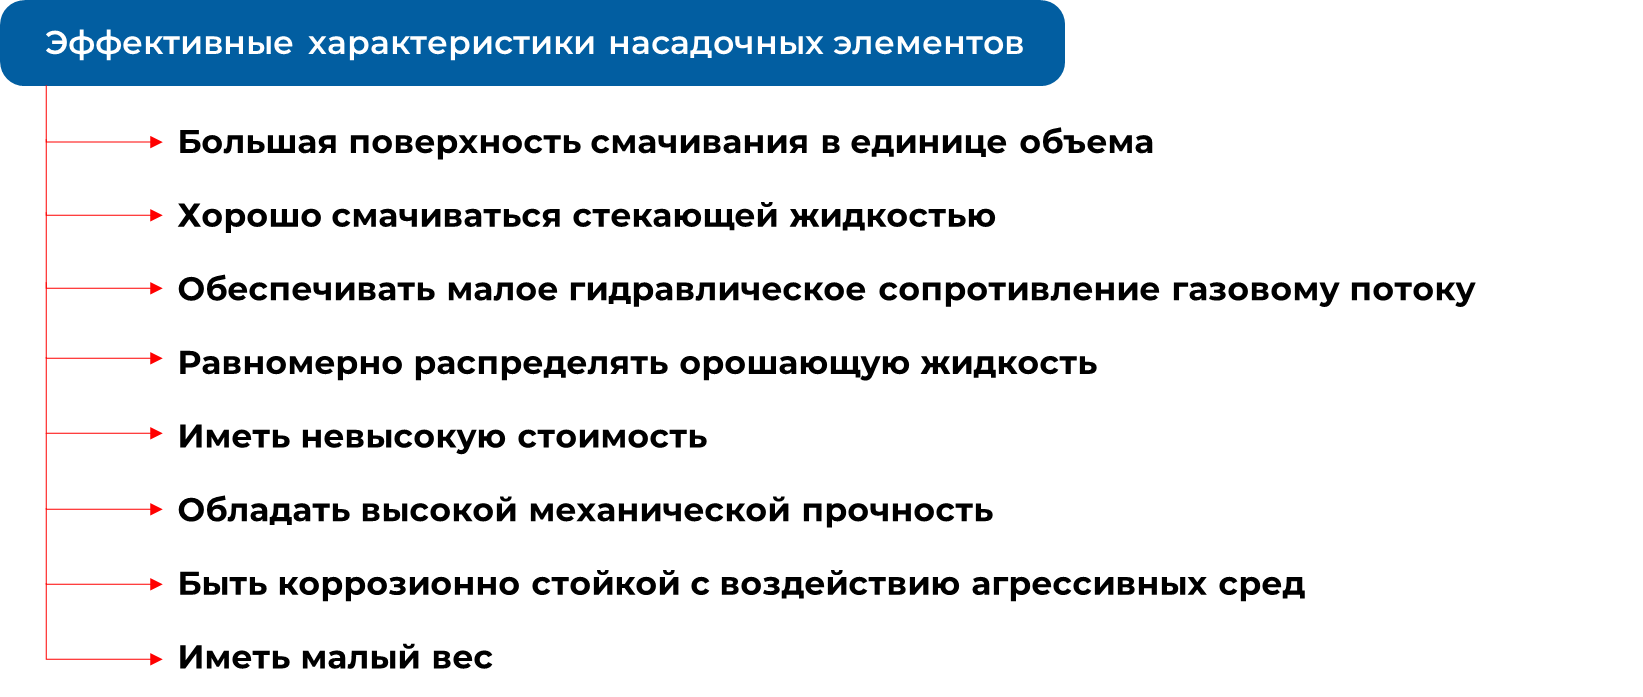 Эффективные характеристики насадочных элементов
Большая поверхность смачивания в единице объема
Хорошо смачиваться стекающей жидкостью
Обеспечивать малое гидравлическое сопротивление газовому потоку
Равномерно распределять орошающую жидкость
Иметь невысокую стоимость
Обладать высокой механической прочность
Быть коррозионно стойкой с воздействию агрессивных сред
Иметь малый вес